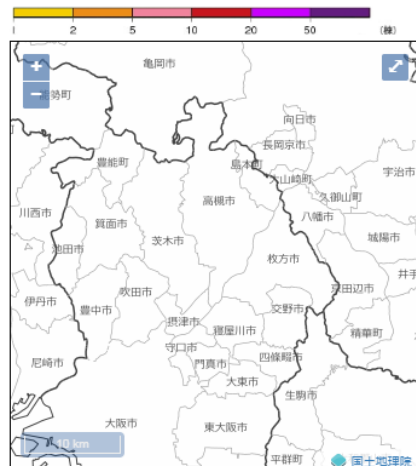 1 2 5 10 20 50 (棟)
+
−
亀岡市
能勢町
向日市
長岡京市
島本町
大山崎町
宇治市
豊能町
久御山町
高槻市
八幡市
川西市
箕面市
茨木市
城陽市
池田市
枚方市
井手
京田辺市
伊丹市
吹田市
豊中市
交野市
摂津市
寝屋川市
精華町
守口市
門真市
四條畷市
尼崎市
大東市
生駒市
大阪市
東大阪市
10 km
平群町
国土地理院